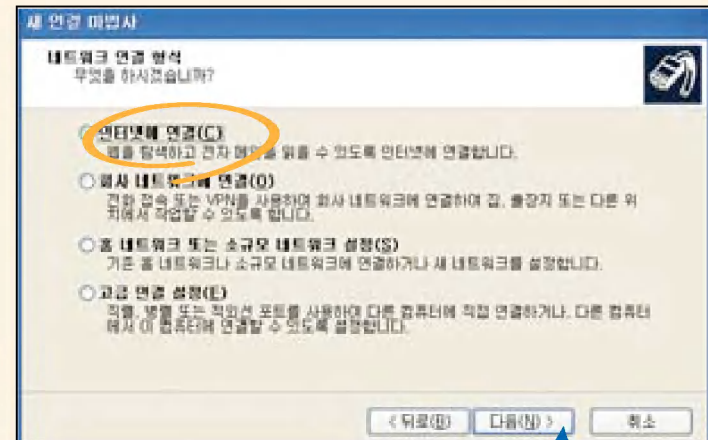 새 연결 마법사
네트워크 연결 형식
무엇을 하시겠습니까?
인터넷에 연결(C)
웹을 탐색하고 전자 메일을 읽을 수 있도록 인터넷에 연결합니다.
회사 네트워크에 연결(O)
전화 접속 또는 VPN을 사용하여 회사 네트워크에 연결하여 집, 출장지 또는 다른 위
치에서 작업할 수 있도록 합니다.
홈 네트워크 또는 소규모 네트워크 설정(S)
기존 홈 네트워크나 소규모 네트워크에 연결하거나 새 네트워크를 설정합니다.
고급 연결 설정(E)
직렬, 병렬 또는 적외선 포트를 사용하여 다른 컴퓨터에 직접 연결하거나, 다른 컴퓨터
에서 이 컴퓨터에 연결할 수 있도록 설정합니다.
< 뒤로(B) 다음(N) > 취소